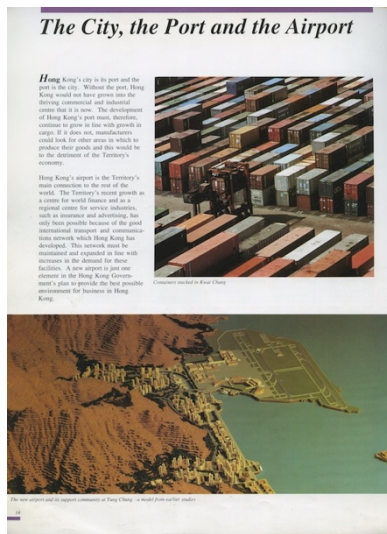 The City, the Port and the Airport
Hong Kong's city is its port and the
port is the city. Without the port, Hong
Kong would not have grown into the
thriving commercial and industrial
centre that it is now. The development
of Hong Kong's port must, therefore,
continue to grow in line with growth in
cargo. If it does not, manufacturers
could look for other areas in which to
produce their goods and this would be
to the detriment of the Territory's
economy.
Hong Kong's airport is the Territory's
main connection to the rest of the
world. The Territory's recent growth as
a centre for world finance and as a
regional centre for service industries,
such as insurance and advertising, has
only been possible because of the good
international transport and communica-
tions network which Hong Kong has
developed. This network must be
maintained and expanded in line with
increases in the demand for these
facilities. A new airport is just one
element in the Hong Kong Govern-
ment's plan to provide the best possible
environment for business in Hong
Kong.
Containers stacked in Kwai Chung
The new airport and its support community at Tung Chung - a model from earlier studies
14